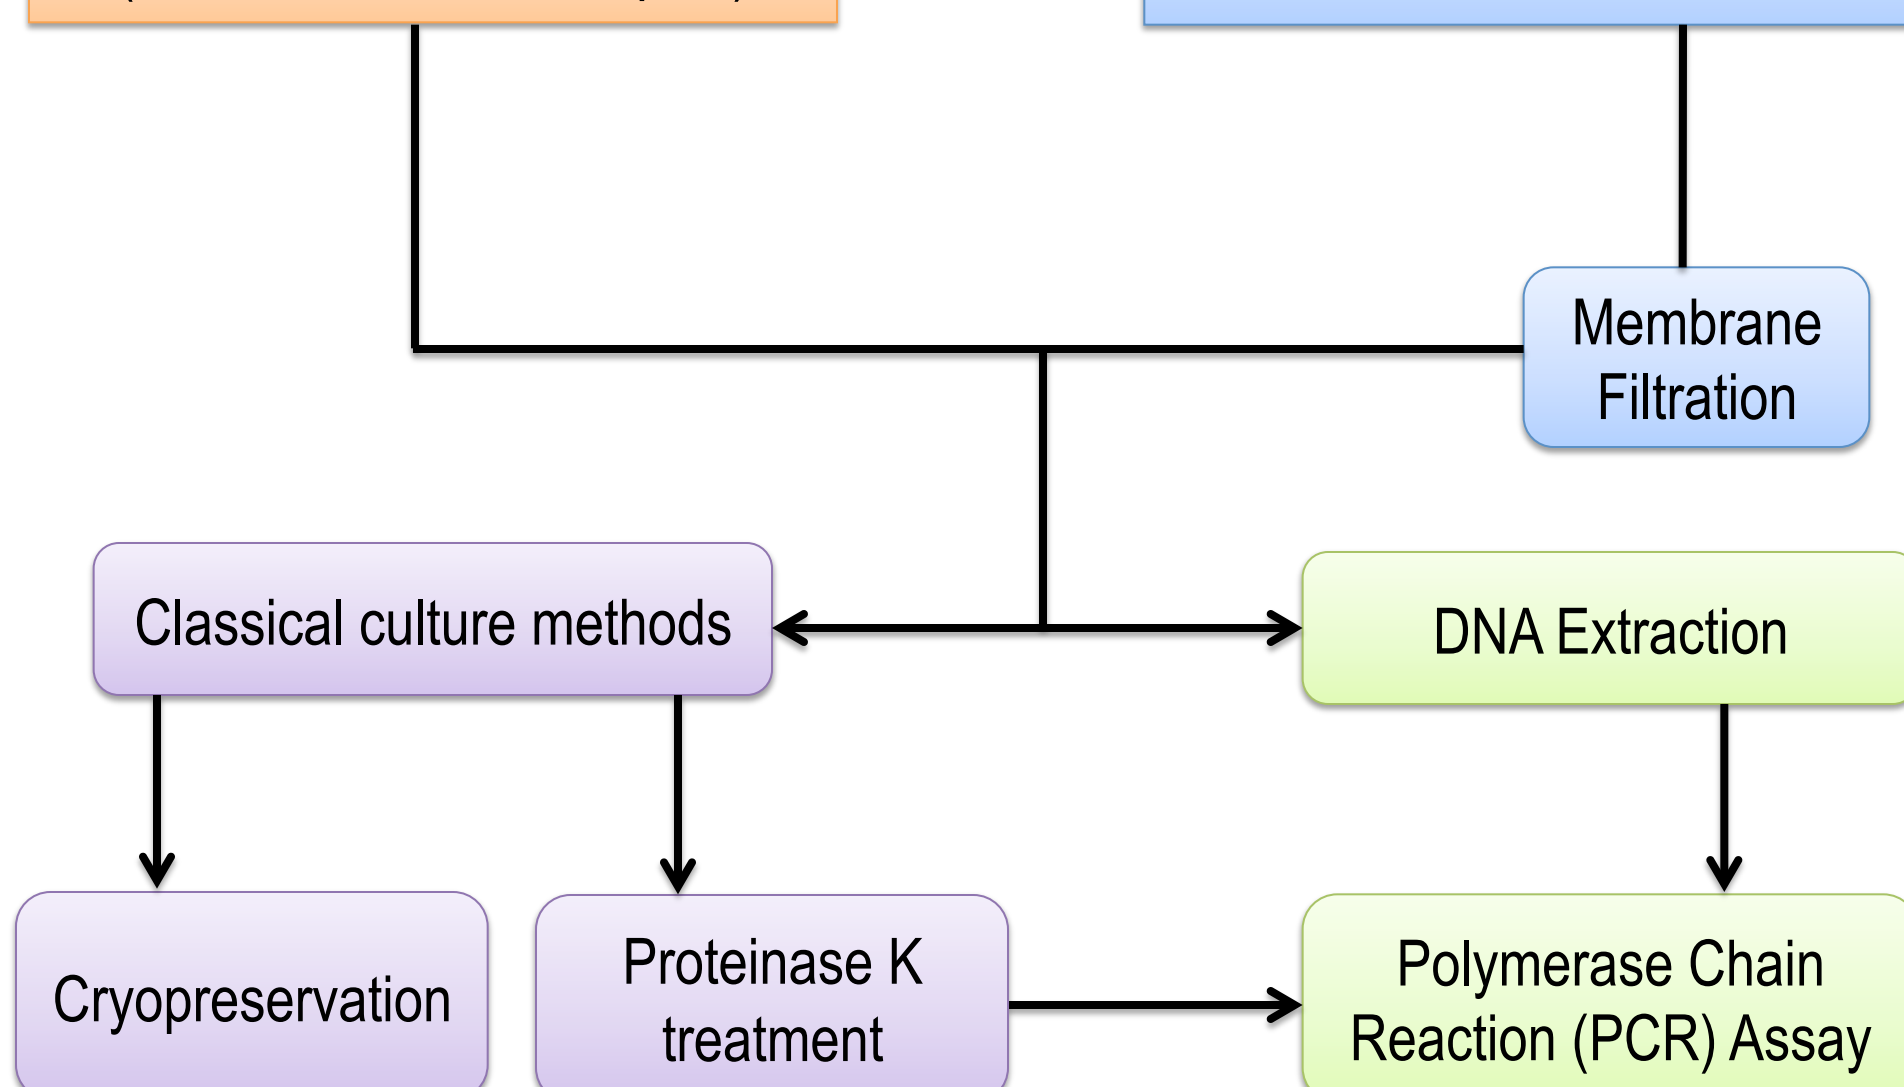 Membrane
Filtration
Classical culture methods
DNA Extraction
Cryopreservation
Proteinase K
treatment
Polymerase Chain
Reaction (PCR) Assay